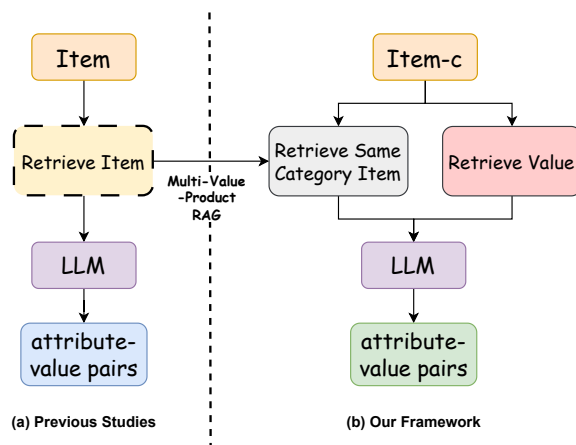 Item
Retrieve Item
LLM
attribute-
value pairs
(a) Previous Studies
Multi-Value
-Product
RAG
Item-c
Retrieve Same
Category Item
Retrieve Value
LLM
attribute-
value pairs
(b) Our Framework